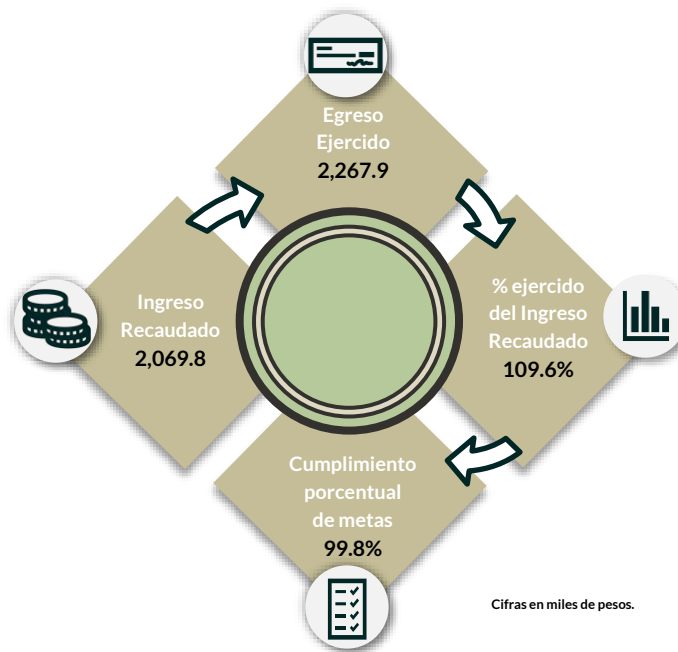 Egreso
Ejercido
2,267.9
Ingreso
Recaudado
2,069.8
% ejercido
del Ingreso
Recaudado
109.6%
Cumplimiento
porcentual
de metas
99.8%
Cifras en miles de pesos.